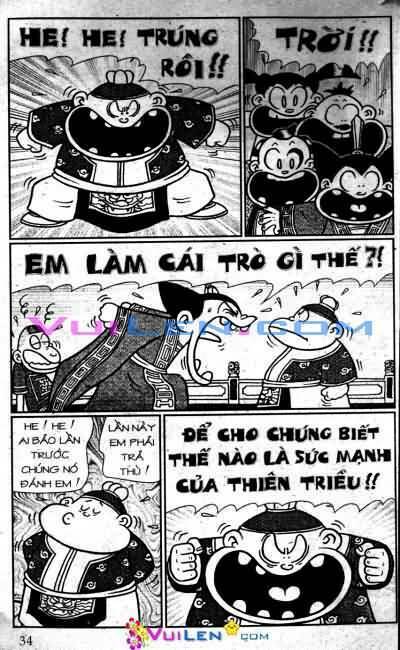 HE! HE! TRÚNG
RỒI!!
TRỜI!!
EM LÀM CÁI TRÒ GÌ THẾ?!
VUILEN.COM
HE! HE!
AI BẢO LẦN
TRƯỚC
CHÚNG NÓ
ĐÁNH EM!
LẦN NÀY
EM PHẢI
TRẢ
THÙ!
ĐỂ CHO CHÚNG BIẾT
THẾ NÀO LÀ SỨC MẠNH
CỦA THIÊN TRIỀU!!
34
VUILEN.COM